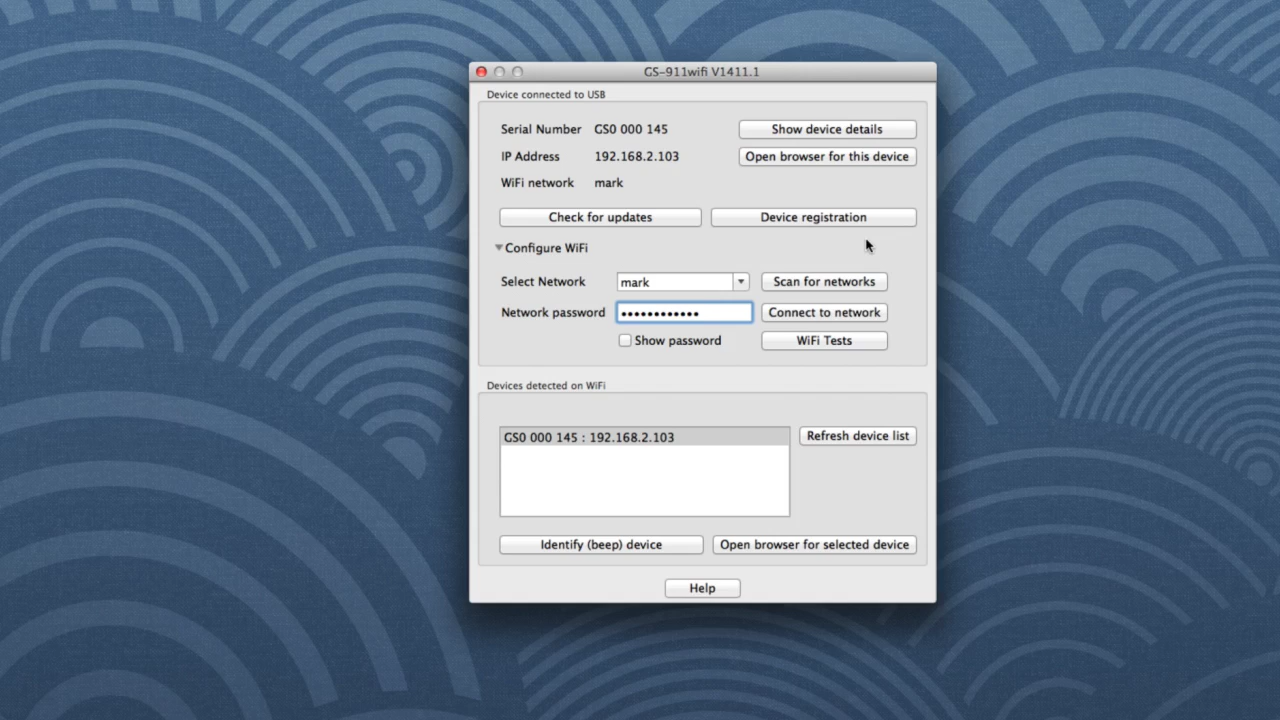 GS-911wifi V1411.1
Device connected to USB
Serial Number GS0 000 145 Show device details
IP Address 192.168.2.103 Open browser for this device
WiFi network mark
Check for updates Device registration
Configure WiFi
Select Network mark Scan for networks
Network password •••••••••••• Connect to network
Show password WiFi Tests
Devices detected on WiFi
GS0 000 145 : 192.168.2.103 Refresh device list
Identify (beep) device Open browser for selected device
Help